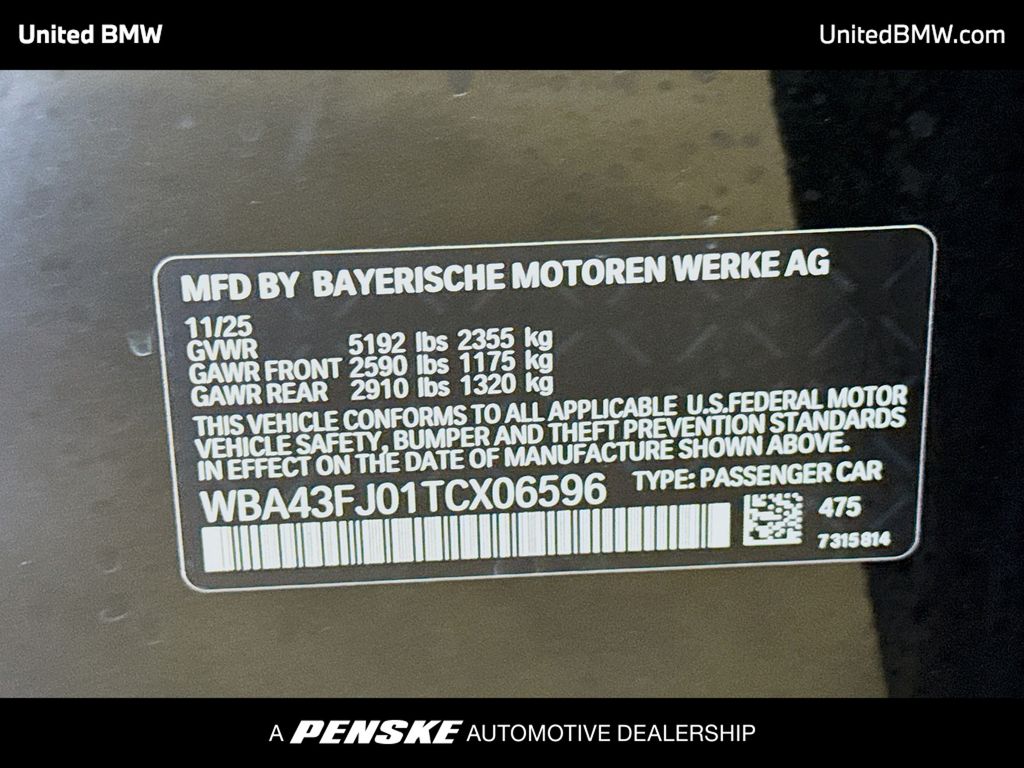 United BMW
UnitedBMW.com
MFD BY BAYERISCHE MOTOREN WERKE AG
11/25
GVWR 5192 lbs 2355 kg
GAWR FRONT 2590 lbs 1175 kg
GAWR REAR 2910 lbs 1320 kg
THIS VEHICLE CONFORMS TO ALL APPLICABLE U.S.FEDERAL MOTOR
VEHICLE SAFETY, BUMPER AND THEFT PREVENTION STANDARDS
IN EFFECT ON THE DATE OF MANUFACTURE SHOWN ABOVE.
WBA43FJ01TCX06596 TYPE: PASSENGER CAR
475
7315814
A PENSKE AUTOMOTIVE DEALERSHIP